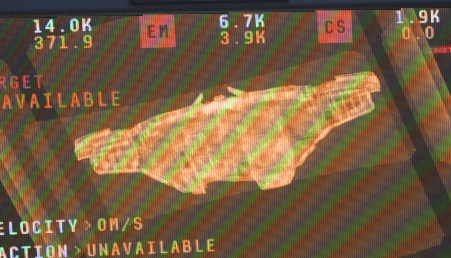 14.0K EM 6.7K CS 1.9K
371.9 3.9K 0.0
RGET
AVAILABLE
ELOCITY>0M/S
ACTION>UNAVAILABLE